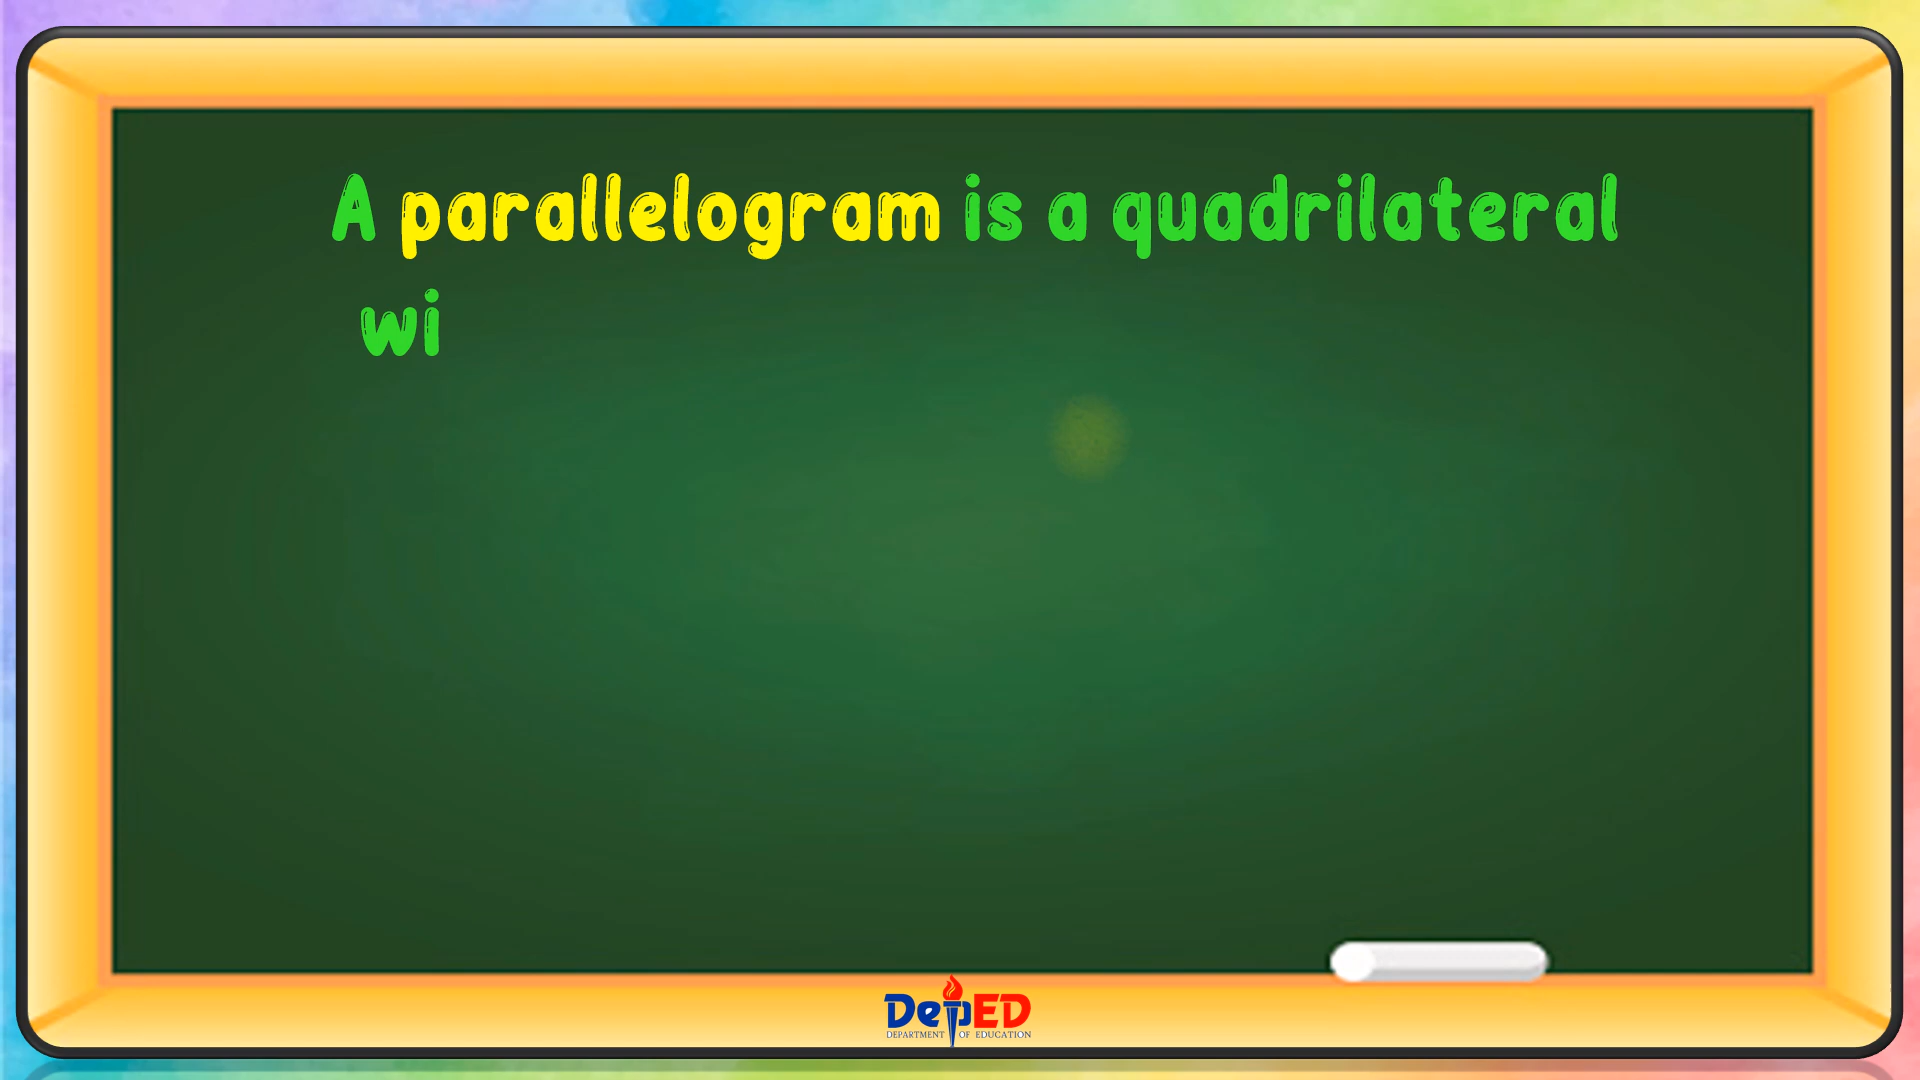 A parallelogram is a quadrilateral
wi
DepED
DEPARTMENT OF EDUCATION